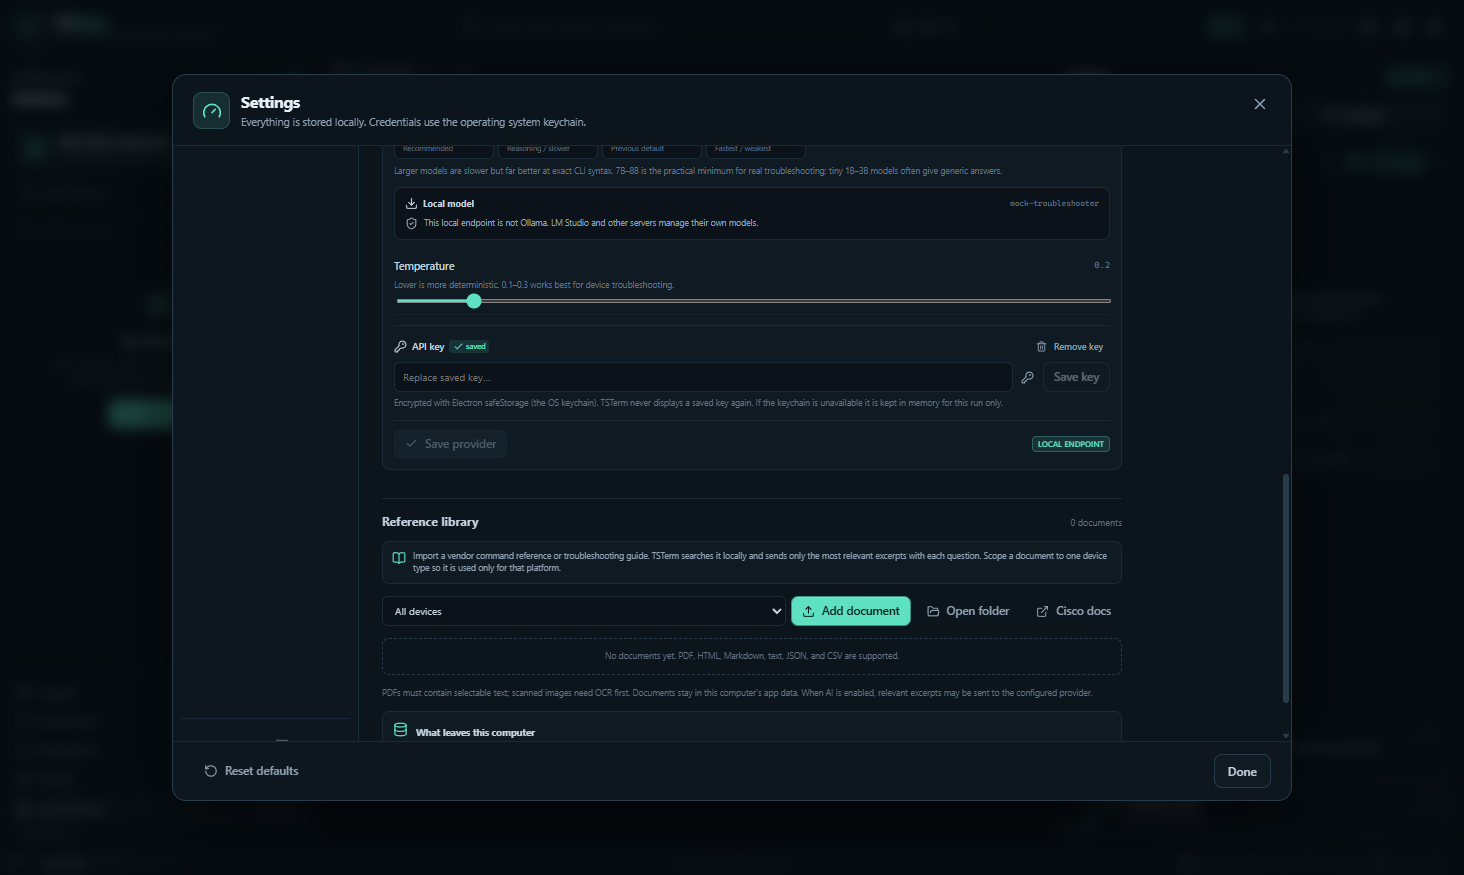 Settings
Everything is stored locally. Credentials use the operating system keychain.
Recommended
Reasoning / slower
Previous default
Fastest / weakest
Larger models are slower but far better at exact CLI syntax. 7B–8B is the practical minimum for real troubleshooting; tiny 1B–3B models often give generic answers.
Local model
mock-troubleshooter
This local endpoint is not Ollama. LM Studio and other servers manage their own models.
Temperature
0.2
Lower is more deterministic. 0.1–0.3 works best for device troubleshooting.
API key
saved
Remove key
Replace saved key...
Save key
Encrypted with Electron safeStorage (the OS keychain). TSTerm never displays a saved key again. If the keychain is unavailable it is kept in memory for this run only.
Save provider
LOCAL ENDPOINT
Reference library
0 documents
Import a vendor command reference or troubleshooting guide. TSTerm searches it locally and sends only the most relevant excerpts with each question. Scope a document to one device
type so it is used only for that platform.
All devices
Add document
Open folder
Cisco docs
No documents yet. PDF, HTML, Markdown, text, JSON, and CSV are supported.
PDFs must contain selectable text; scanned images need OCR first. Documents stay in this computer's app data. When AI is enabled, relevant excerpts may be sent to the configured provider.
What leaves this computer
Reset defaults
Done